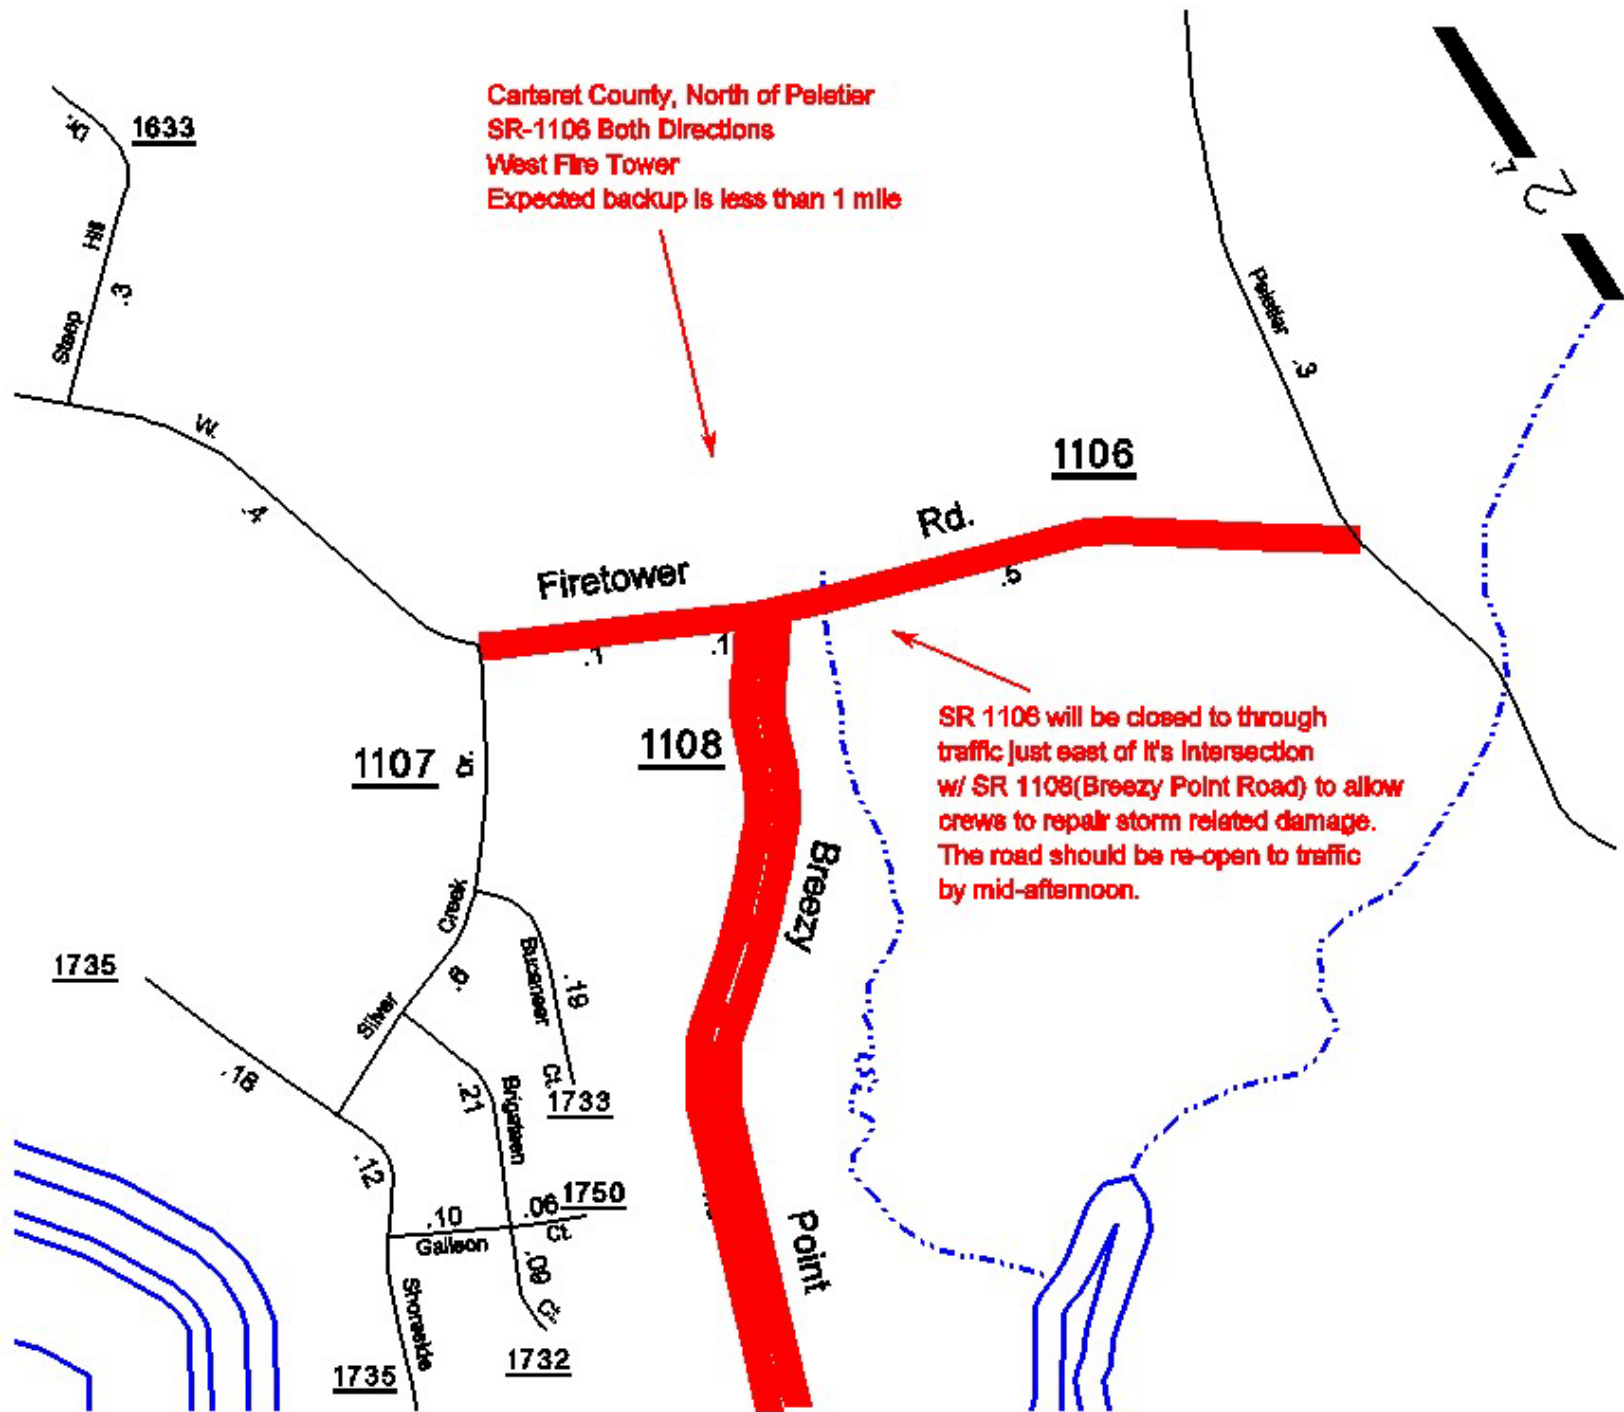 Carteret County, North of Peletier
SR-1106 Both Directions
West Fire Tower
Expected backup is less than 1 mile
1633
Dr.
Hill
.3
Steep
W.
.4
.7
2
Peletier
.3
1106
Firetower
Rd.
.5
.1
.1
1107
Dr.
1108
SR 1106 will be closed to through
traffic just east of it's intersection
w/ SR 1108(Breezy Point Road) to allow
crews to repair storm related damage.
The road should be re-open to traffic
by mid-afternoon.
Breezy
Point
Creek
.6
Silver
1735
.18
Bucaneer
.19
Ct.
1733
.21
Briganteen
.12
.10
.06
1750
Galleon
Ct.
.09
Ct.
1732
Shoreside
1735